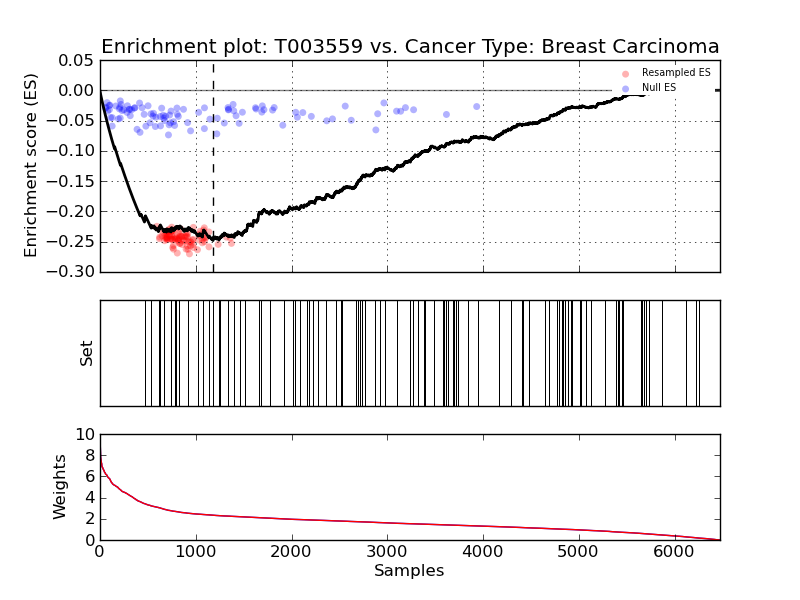 Enrichment plot: T003559 vs. Cancer Type: Breast Carcinoma
0.05
0.00
−0.05
−0.10
−0.15
−0.20
−0.25
−0.30
Enrichment score (ES)
Resampled ES
Null ES
Set
10
8
6
4
2
0
Weights
0 1000 2000 3000 4000 5000 6000
Samples